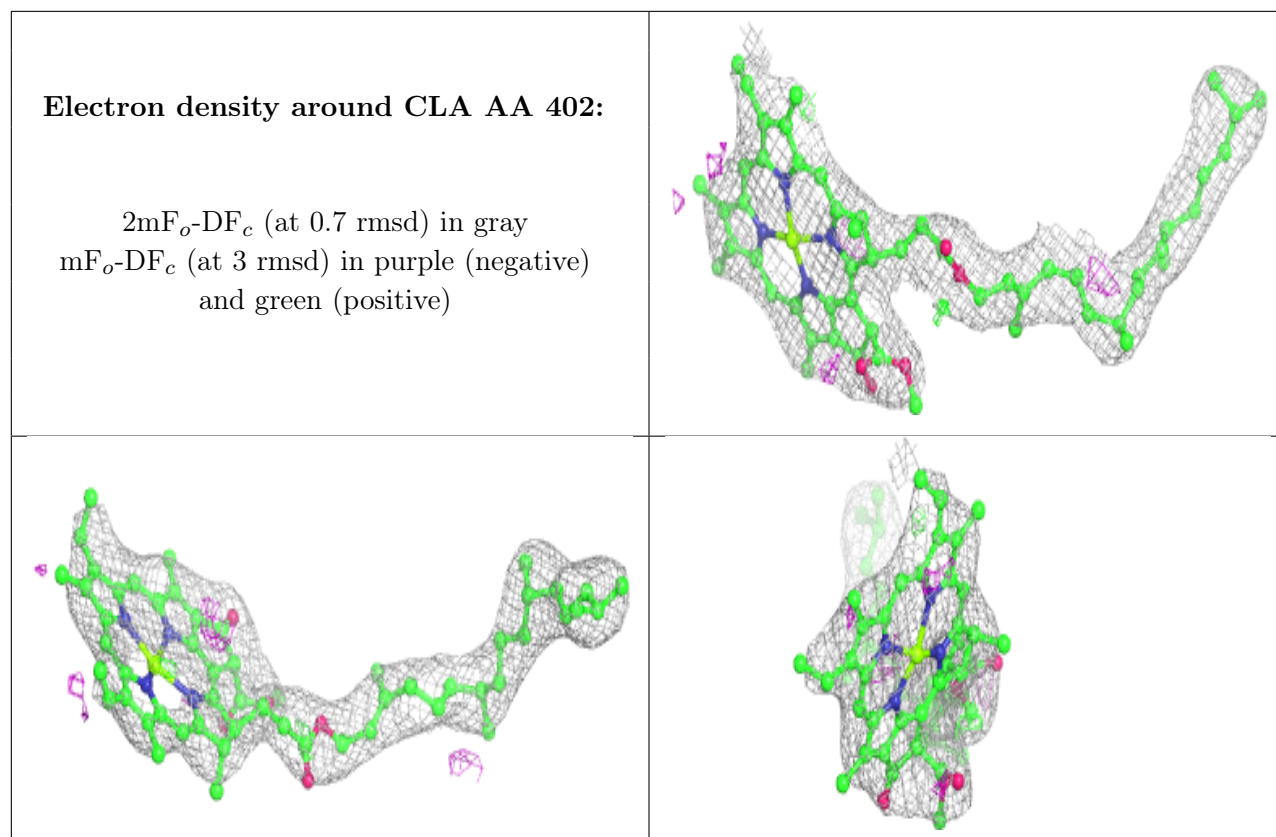 Electron density around CLA AA 402:
2mFo-DFc (at 0.7 rmsd) in gray
mFo-DFc (at 3 rmsd) in purple (negative)
and green (positive)